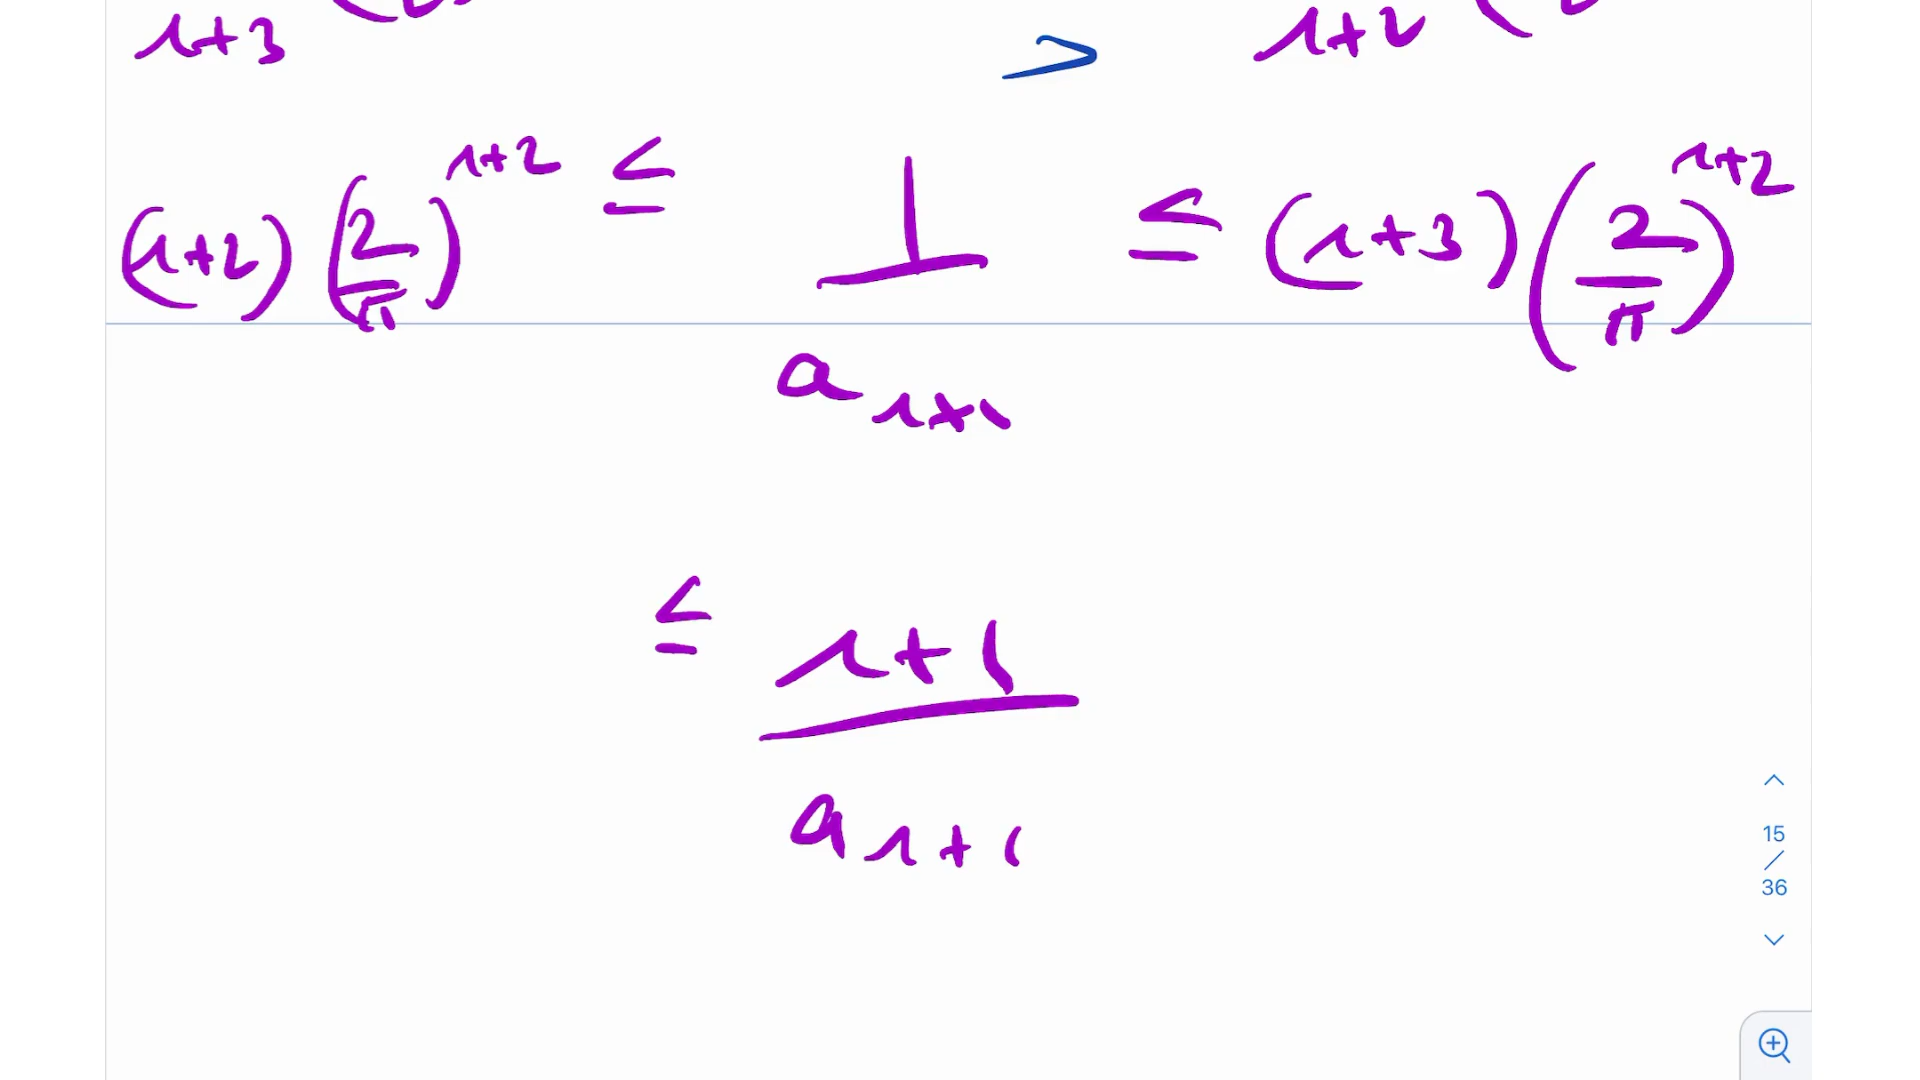 r+3 > r+2 (
(r+2) (2/π)^{r+2} ≤ 1/a_{r+1} ≤ (r+3) (2/π)^{r+2}
≤ r+1/a_{r+1}
15
/
36